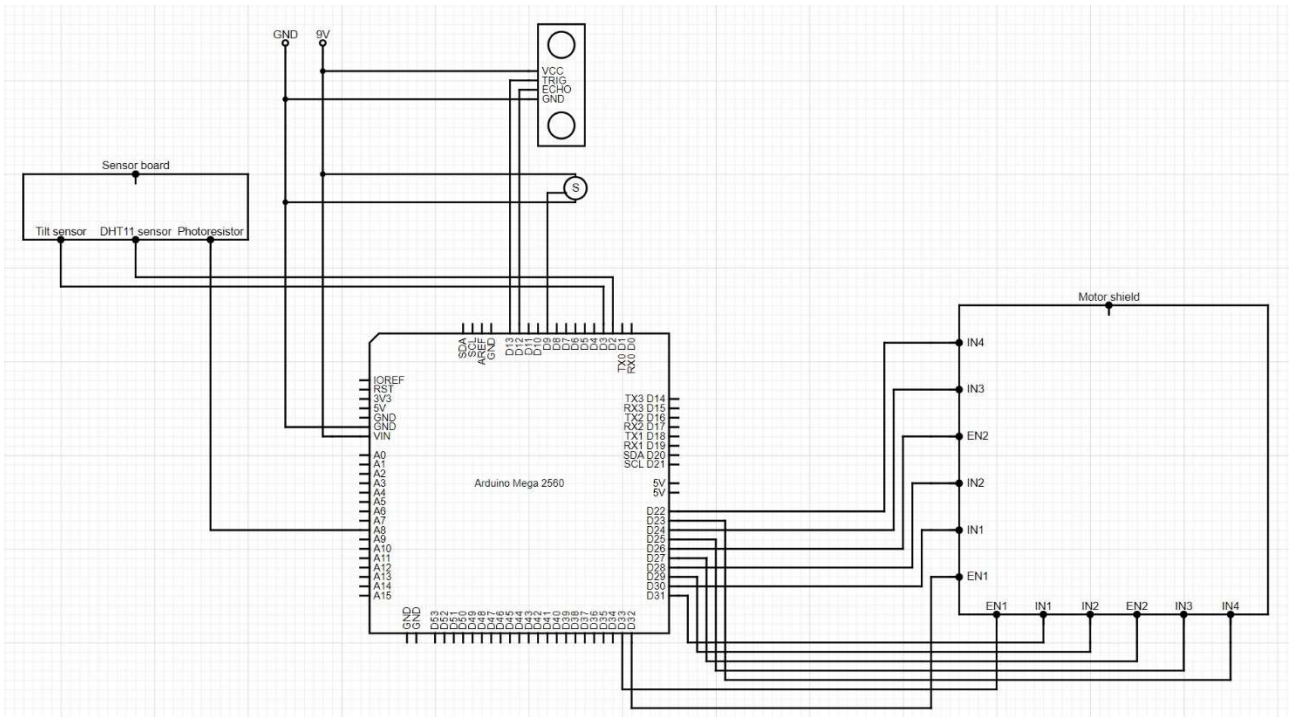 GND 9V
VCC
TRIG
ECHO
GND
Sensor board
S
Tilt sensor DHT11 sensor Photoresistor
Motor shield
SDA
SCL
AREF
GND
D13
D12
D11
D10
D9
D8
D7
D6
D5
D4
D3
D2
TX0 D1
RX0 D0
IOREF
RST
3V3
5V
GND
GND
VIN
A0
A1
A2
A3
A4
A5
A6
A7
A8
A9
A10
A11
A12
A13
A14
A15
Arduino Mega 2560
TX3 D14
RX3 D15
TX2 D16
RX2 D17
TX1 D18
RX1 D19
SDA D20
SCL D21
5V
5V
D22
D23
D24
D25
D26
D27
D28
D29
D30
D31
GND
GND
D53
D52
D51
D50
D49
D48
D47
D46
D45
D44
D43
D42
D41
D40
D39
D38
D37
D36
D35
D34
D33
D32
IN4
IN3
EN2
IN2
IN1
EN1
EN1 IN1 IN2 EN2 IN3 IN4